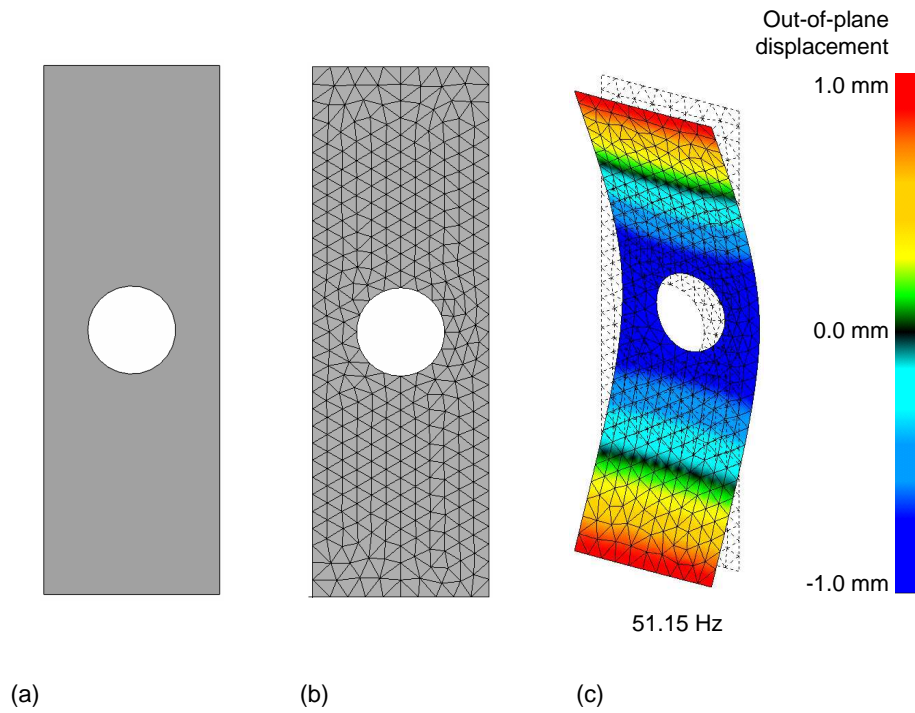 Out-of-plane
displacement
1.0 mm
0.0 mm
-1.0 mm
51.15 Hz
(a)
(b)
(c)